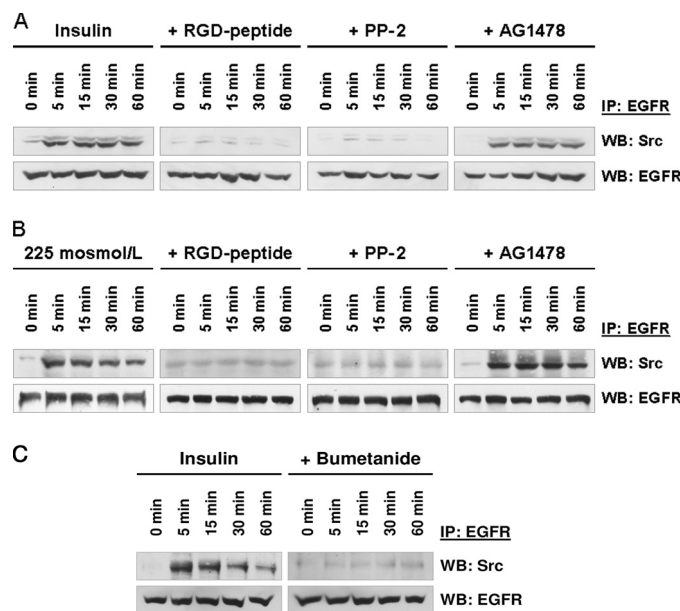 A
Insulin + RGD-peptide + PP-2 + AG1478
0 min 5 min 15 min 30 min 60 min 0 min 5 min 15 min 30 min 60 min 0 min 5 min 15 min 30 min 60 min 0 min 5 min 15 min 30 min 60 min
IP: EGFR
WB: Src
WB: EGFR
B
225 mosmol/L + RGD-peptide + PP-2 + AG1478
0 min 5 min 15 min 30 min 60 min 0 min 5 min 15 min 30 min 60 min 0 min 5 min 15 min 30 min 60 min 0 min 5 min 15 min 30 min 60 min
IP: EGFR
WB: Src
WB: EGFR
C
Insulin + Bumetanide
0 min 5 min 15 min 30 min 60 min 0 min 5 min 15 min 30 min 60 min
IP: EGFR
WB: Src
WB: EGFR